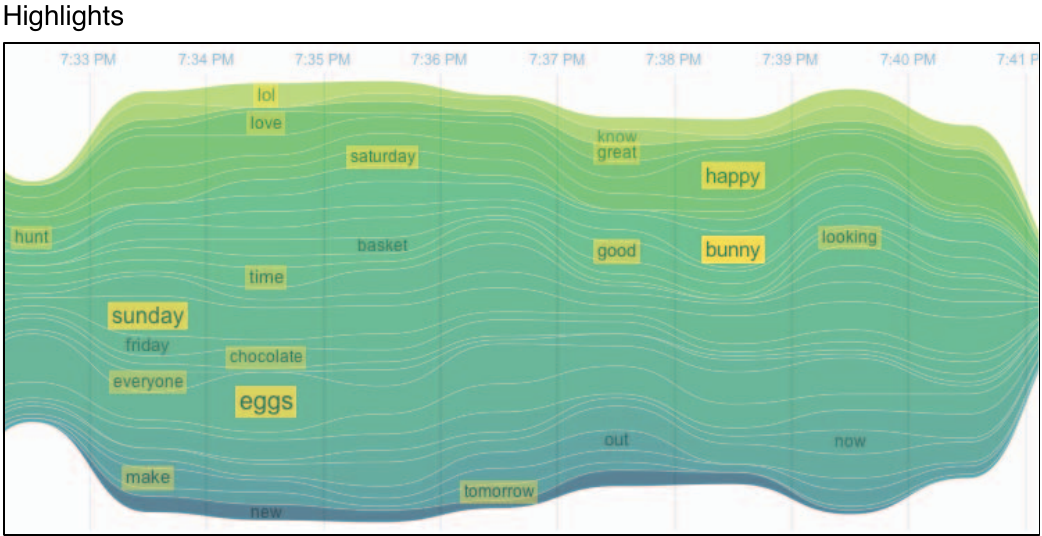 Highlights
7:33 PM 7:34 PM 7:35 PM 7:36 PM 7:37 PM 7:38 PM 7:39 PM 7:40 PM 7:41 P
lol
love
know
great
saturday
happy
hunt
basket
good
bunny
looking
time
sunday
friday
chocolate
everyone
eggs
out
now
make
tomorrow
new